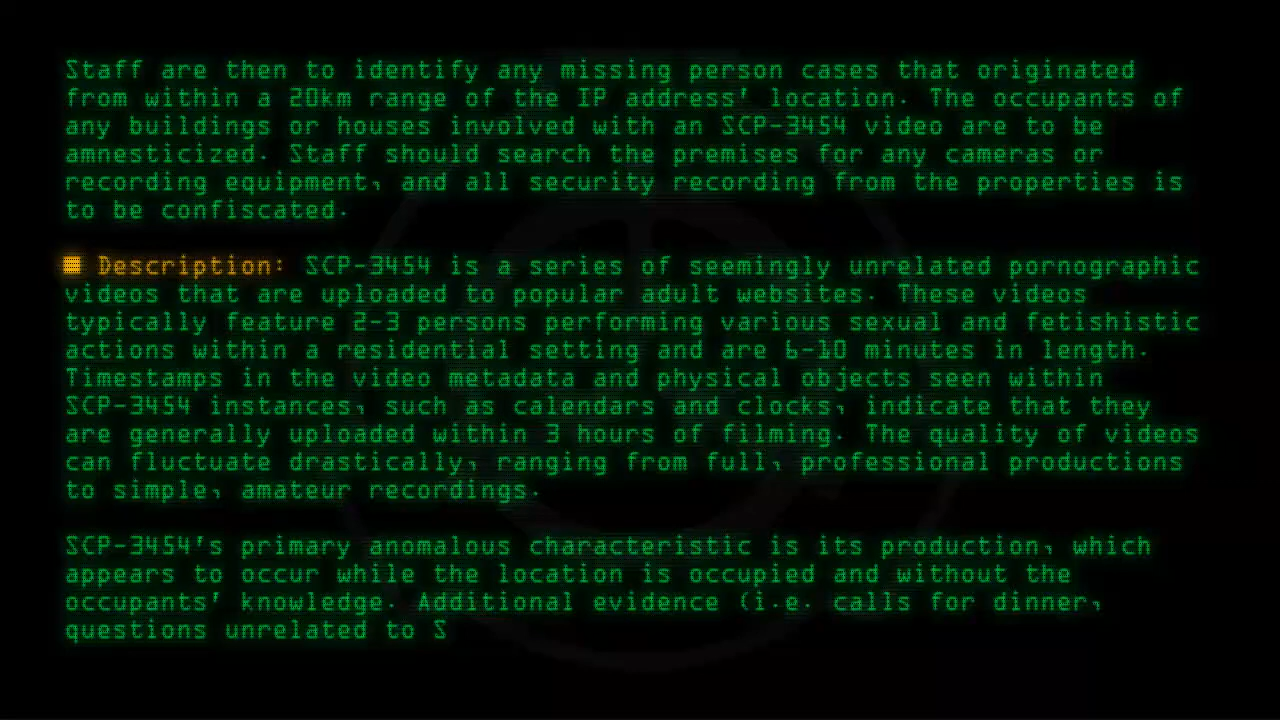 Staff are then to identify any missing person cases that originated
from within a 20km range of the IP address' location. The occupants of
any buildings or houses involved with an SCP-3454 video are to be
amnesticized. Staff should search the premises for any cameras or
recording equipment, and all security recording from the properties is
to be confiscated.
■ Description: SCP-3454 is a series of seemingly unrelated pornographic
videos that are uploaded to popular adult websites. These videos
typically feature 2-3 persons performing various sexual and fetishistic
actions within a residential setting and are 6-10 minutes in length.
Timestamps in the video metadata and physical objects seen within
SCP-3454 instances, such as calendars and clocks, indicate that they
are generally uploaded within 3 hours of filming. The quality of videos
can fluctuate drastically, ranging from full, professional productions
to simple, amateur recordings.
SCP-3454's primary anomalous characteristic is its production, which
appears to occur while the location is occupied and without the
occupants' knowledge. Additional evidence (i.e. calls for dinner,
questions unrelated to S